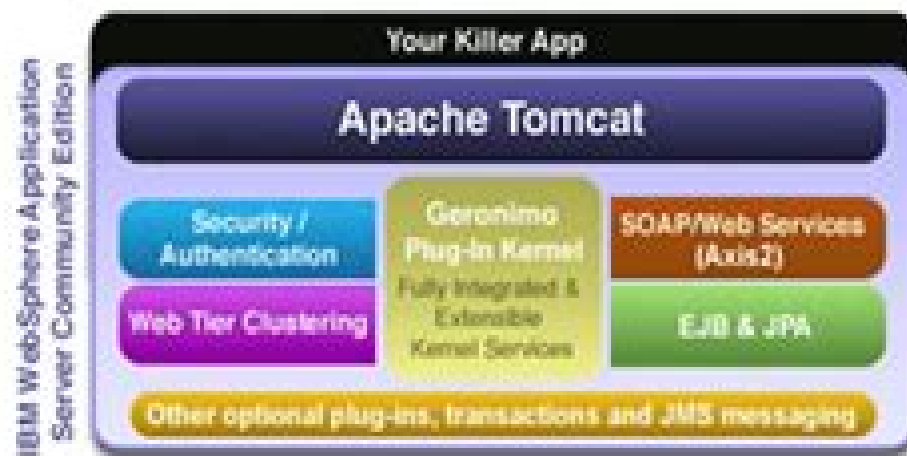 IBM WebSphere Application
Server Community Edition
Your Killer App
Apache Tomcat
Security /
Authentication
Web Tier Clustering
Geronimo
Plug-In Kernel
Fully Integrated &
Extensible
Kernel Services
SOAP/Web Services
(Axis2)
EJB & JPA
Other optional plug-ins, transactions and JMS messaging